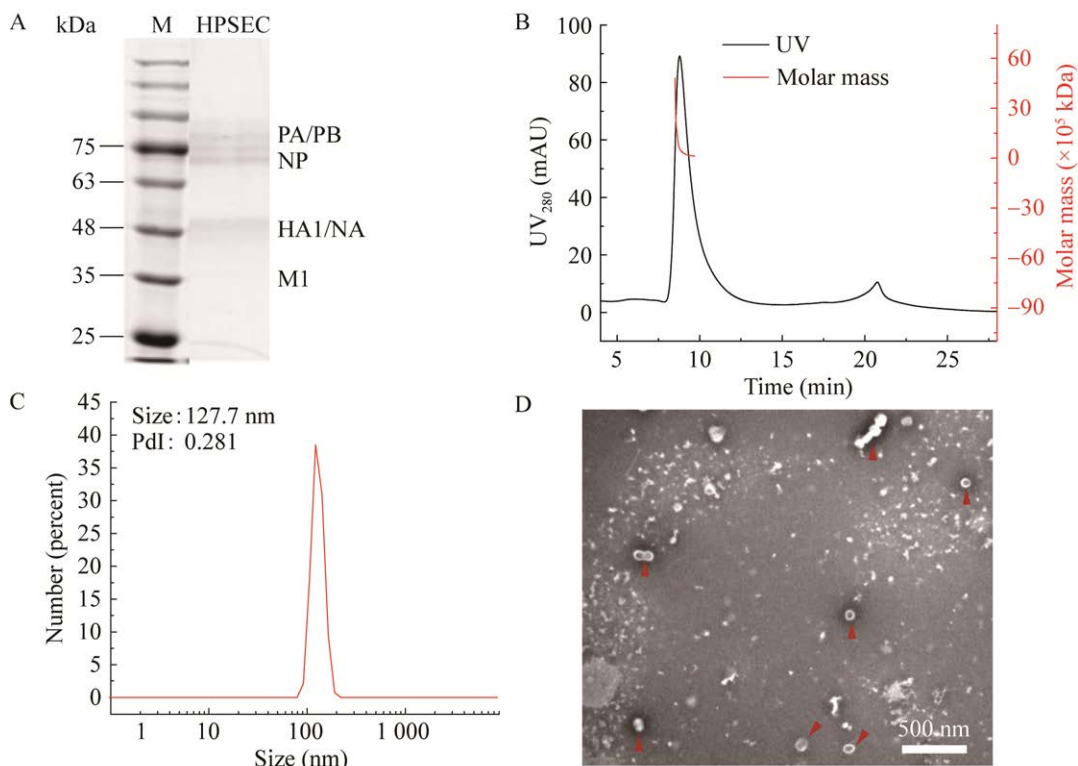 A
kDa M HPSEC
75
63
48
35
25
PA/PB
NP
HA1/NA
M1
B
UV
Molar mass
100
80
60
40
20
0
UV280 (mAU)
60
30
0
−30
−60
−90
Molar mass (×10⁵ kDa)
5 10 15 20 25
Time (min)
C
Size: 127.7 nm
PdI: 0.281
45
40
35
30
25
20
15
10
5
0
Number (percent)
1 10 100 1 000
Size (nm)
D
500 nm